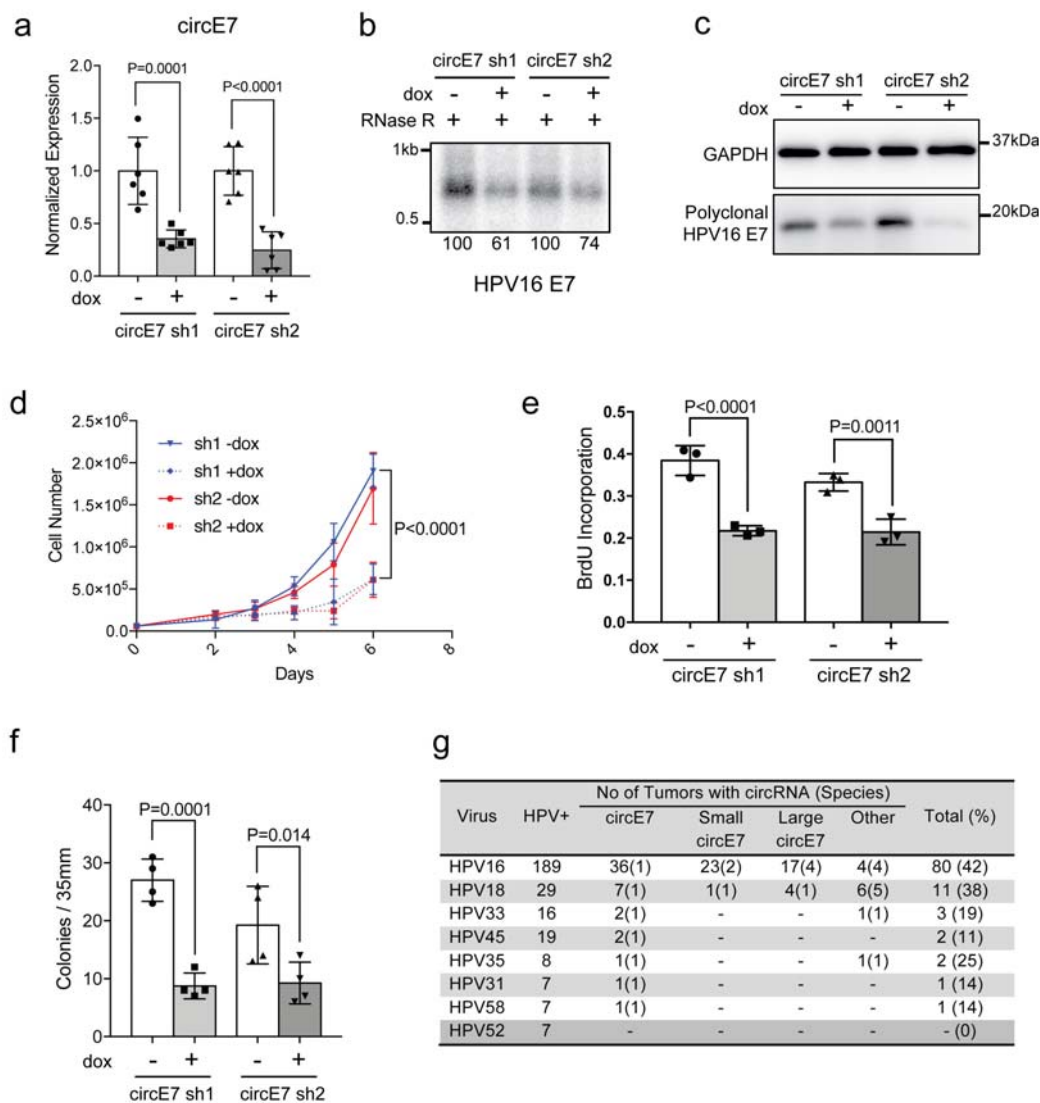 a
circE7
P=0.0001
P<0.0001
Normalized Expression
2.0
1.5
1.0
0.5
0.0
dox - + - +
circE7 sh1 circE7 sh2
b
circE7 sh1 circE7 sh2
dox - + - +
RNase R + + + +
1kb
0.5
100 61 100 74
HPV16 E7
c
circE7 sh1 circE7 sh2
dox - + - +
GAPDH
37kDa
Polyclonal
HPV16 E7
20kDa
d
Cell Number
2.5×10⁶
2.0×10⁶
1.5×10⁶
1.0×10⁶
5.0×10⁵
0.0
sh1 -dox
sh1 +dox
sh2 -dox
sh2 +dox
P<0.0001
0 2 4 6 8
Days
e
P<0.0001
P=0.0011
BrdU Incorporation
0.4
0.3
0.2
0.1
0.0
dox - + - +
circE7 sh1 circE7 sh2
f
P=0.0001
P=0.014
Colonies / 35mm
40
30
20
10
0
dox - + - +
circE7 sh1 circE7 sh2
g
No of Tumors with circRNA (Species)
Virus HPV+ circE7 Small circE7 Large circE7 Other Total (%)
HPV16 189 36(1) 23(2) 17(4) 4(4) 80 (42)
HPV18 29 7(1) 1(1) 4(1) 6(5) 11 (38)
HPV33 16 2(1) - - 1(1) 3 (19)
HPV45 19 2(1) - - - 2 (11)
HPV35 8 1(1) - - 1(1) 2 (25)
HPV31 7 1(1) - - - 1 (14)
HPV58 7 1(1) - - - 1 (14)
HPV52 7 - - - - - (0)